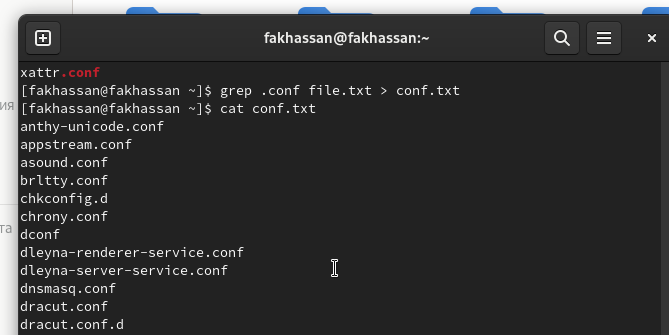 fakhassan@fakhassan:~
xattr.conf
[fakhassan@fakhassan ~]$ grep .conf file.txt > conf.txt
[fakhassan@fakhassan ~]$ cat conf.txt
anthy-unicode.conf
appstream.conf
asound.conf
brltty.conf
chkconfig.d
chrony.conf
dconf
dleyna-renderer-service.conf
dleyna-server-service.conf
dnsmasq.conf
dracut.conf
dracut.conf.d
ия
та